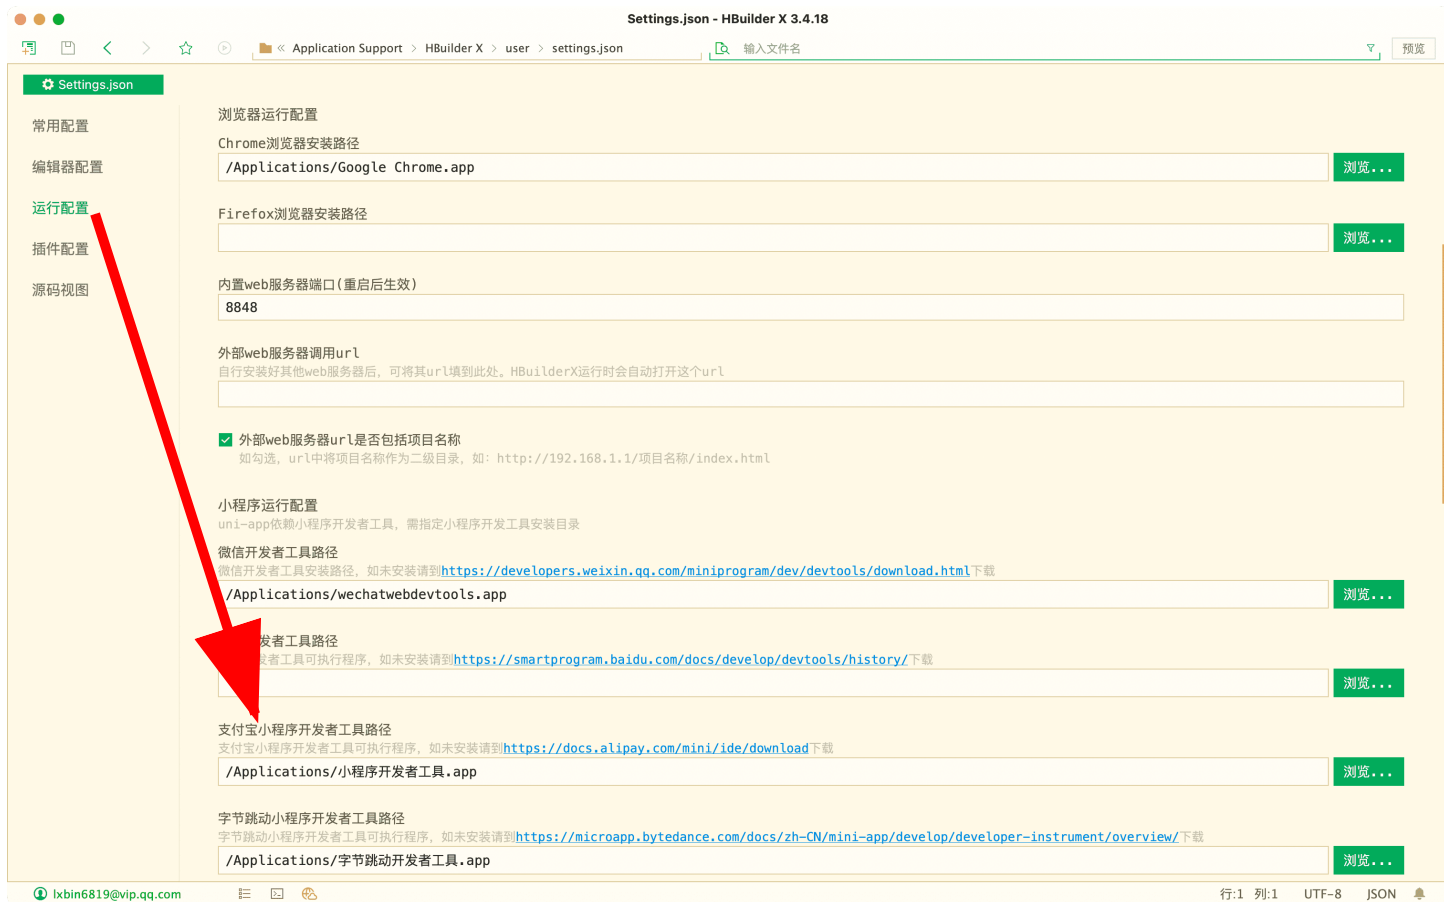 Settings.json - HBuilder X 3.4.18
« Application Support > HBuilder X > user > settings.json
输入文件名
预览
Settings.json
常用配置
编辑器配置
运行配置
插件配置
源码视图
浏览器运行配置
Chrome浏览器安装路径
/Applications/Google Chrome.app
浏览...
Firefox浏览器安装路径
浏览...
内置web服务器端口(重启后生效)
8848
外部web服务器调用url
自行安装好其他web服务器后，可将其url填到此处。HBuilderX运行时会自动打开这个url
外部web服务器url是否包括项目名称
如勾选，url中将项目名称作为二级目录，如：http://192.168.1.1/项目名称/index.html
小程序运行配置
uni-app依赖小程序开发者工具，需指定小程序开发工具安装目录
微信开发者工具路径
微信开发者工具安装路径，如未安装请到https://developers.weixin.qq.com/miniprogram/dev/devtools/download.html下载
/Applications/wechatwebdevtools.app
浏览...
发者工具路径
发者工具可执行程序，如未安装请到https://smartprogram.baidu.com/docs/develop/devtools/history/下载
浏览...
支付宝小程序开发者工具路径
支付宝小程序开发者工具可执行程序，如未安装请到https://docs.alipay.com/mini/ide/download下载
/Applications/小程序开发者工具.app
浏览...
字节跳动小程序开发者工具路径
字节跳动小程序开发者工具可执行程序，如未安装请到https://microapp.bytedance.com/docs/zh-CN/mini-app/develop/developer-instrument/overview/下载
/Applications/字节跳动开发者工具.app
浏览...
lxbin6819@vip.qq.com
行:1 列:1
UTF-8
JSON